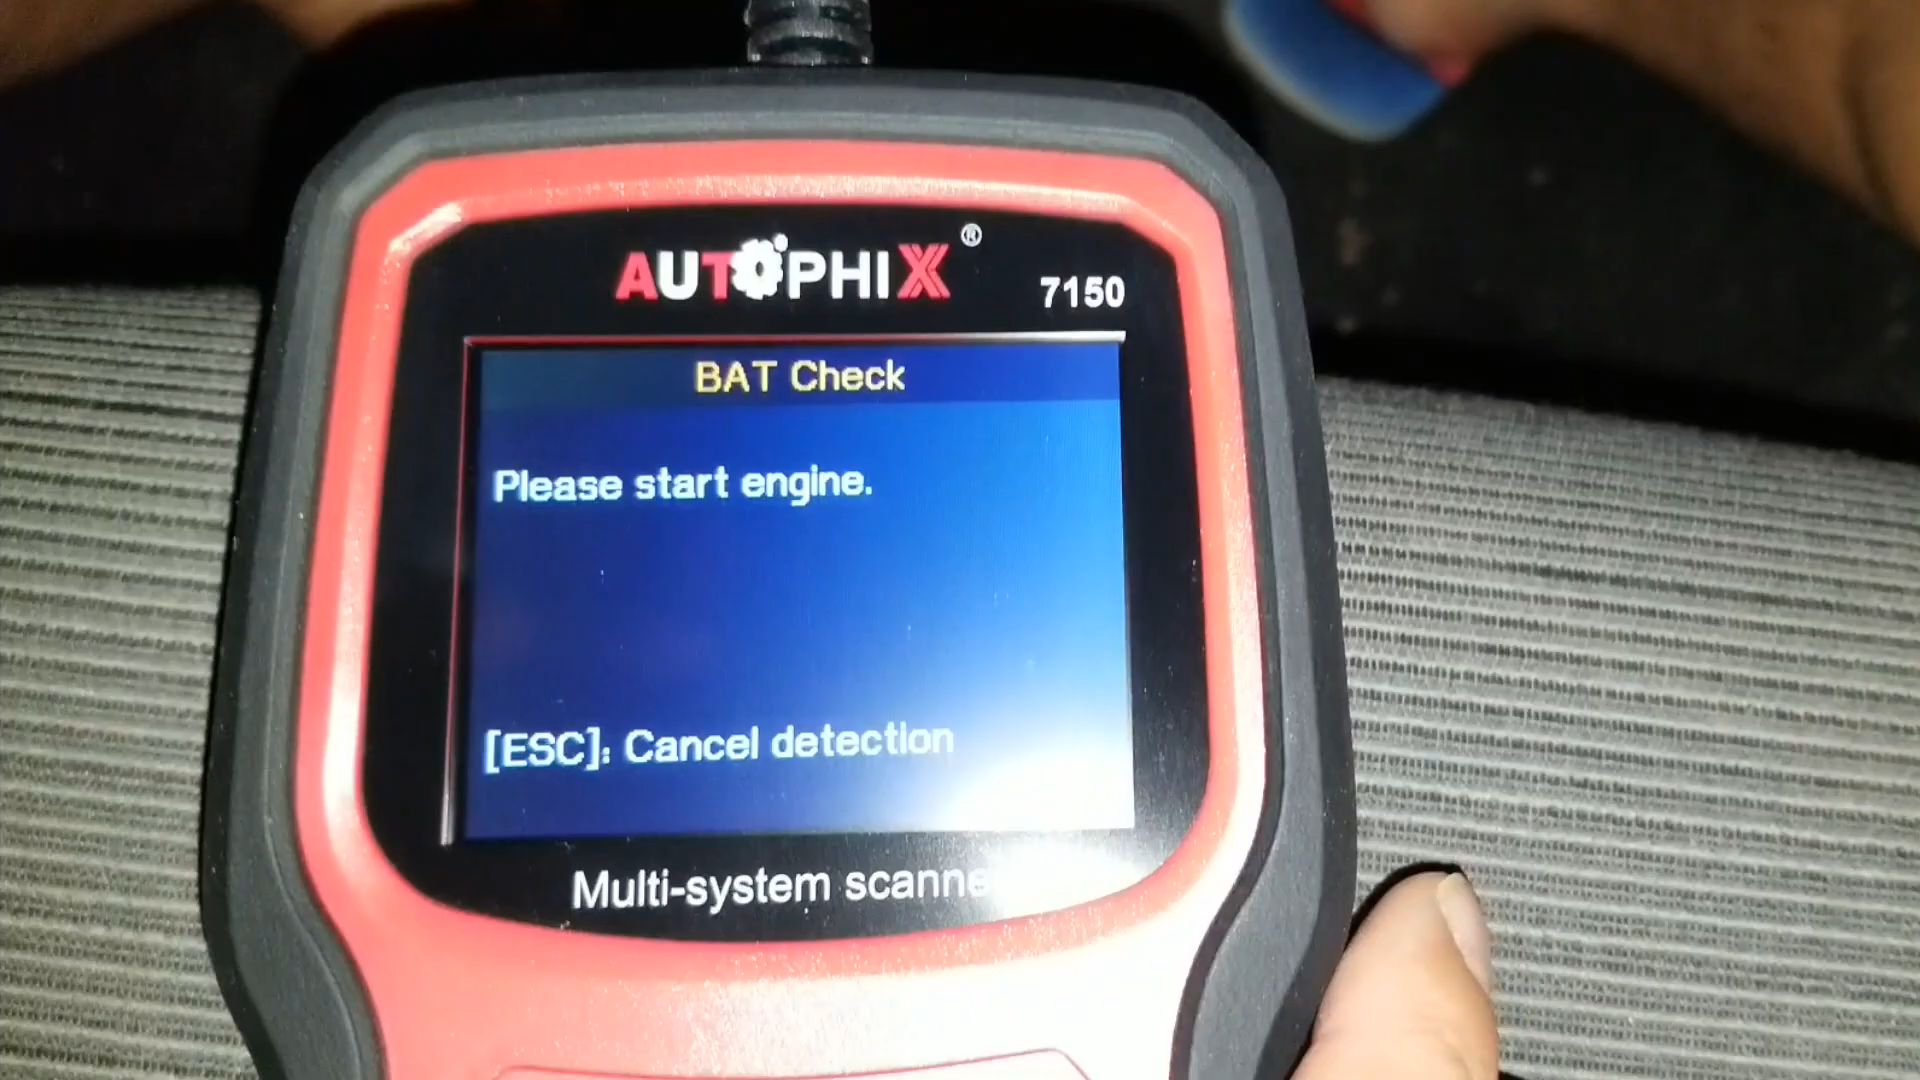 AUTOPHIX ®
7150
BAT Check
Please start engine.
[ESC]: Cancel detection
Multi-system